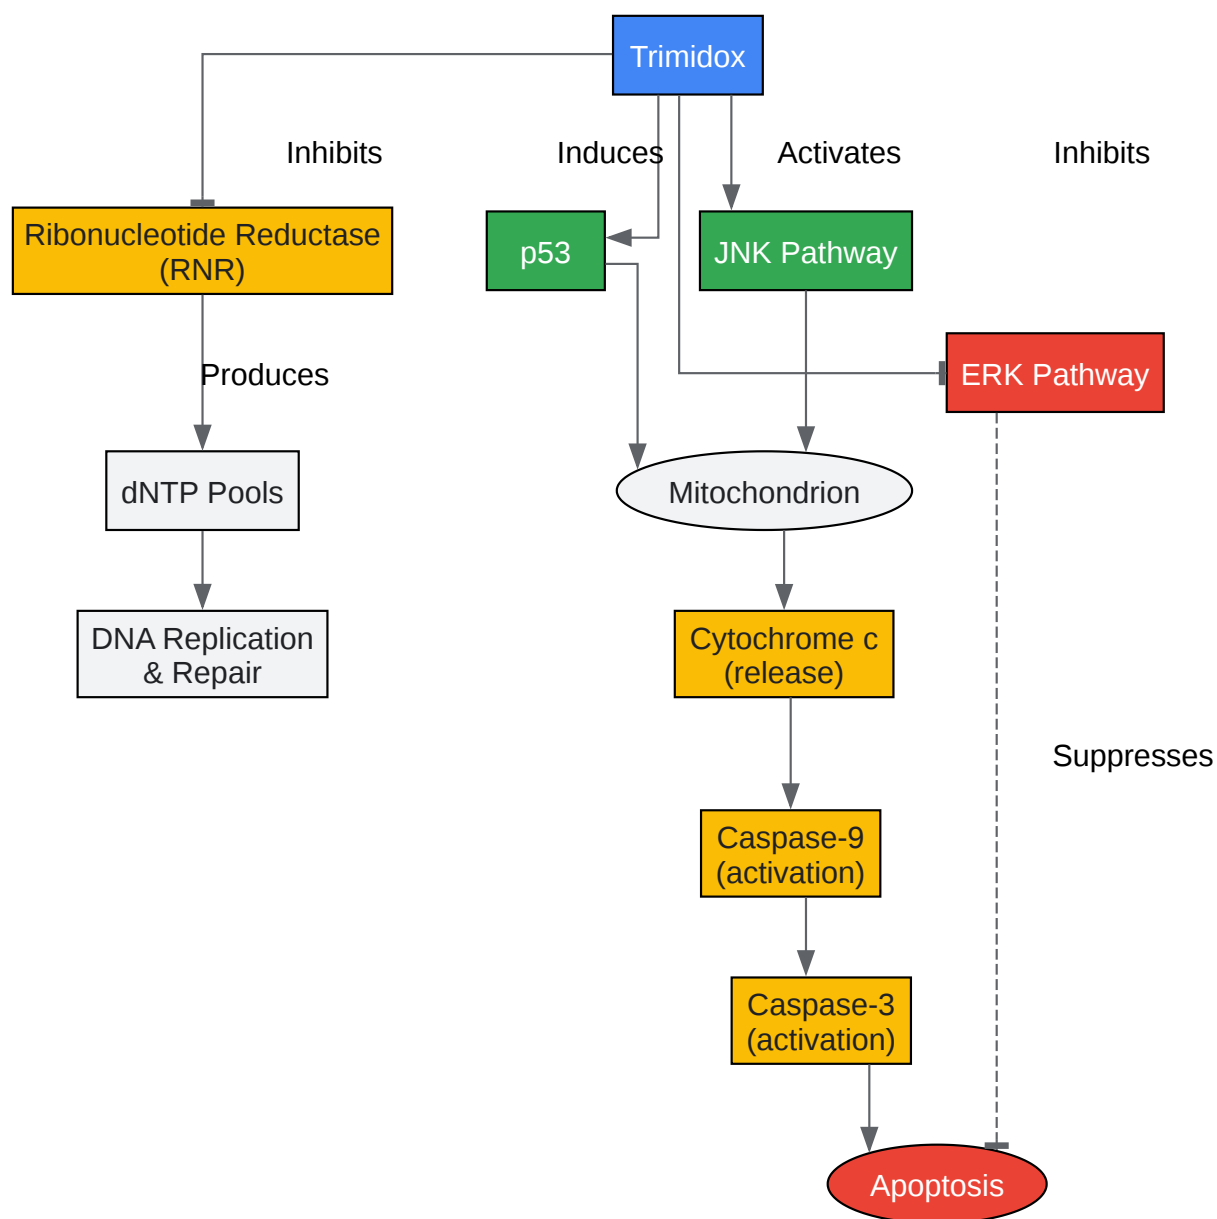 Trimidox
Inhibits
Induces
Activates
Inhibits
Ribonucleotide Reductase
(RNR)
p53
JNK Pathway
Produces
ERK Pathway
dNTP Pools
Mitochondrion
DNA Replication
& Repair
Cytochrome c
(release)
Suppresses
Caspase-9
(activation)
Caspase-3
(activation)
Apoptosis